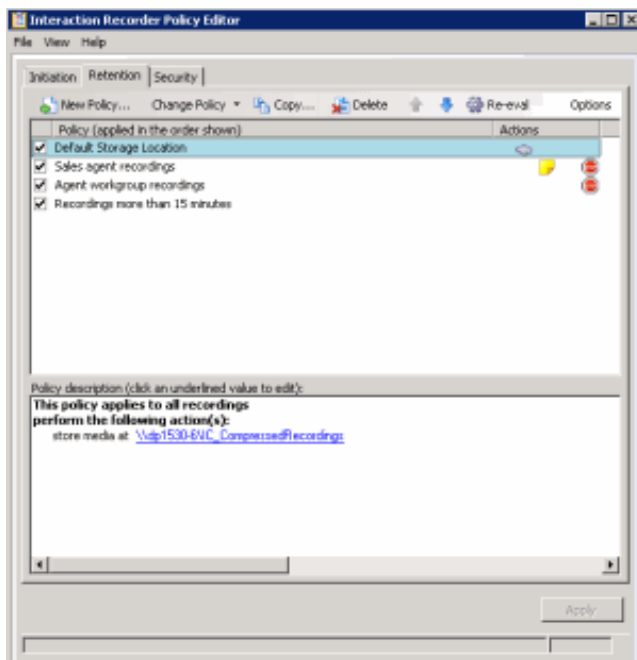 Interaction Recorder Policy Editor
File View Help
Initiation Retention Security
New Policy... Change Policy Copy... Delete Re-eval Options
Policy (applied in the order shown) Actions
Default Storage Location
Sales agent recordings
Agent workgroup recordings
Recordings more than 15 minutes
Policy description (click an underlined value to edit):
This policy applies to all recordings
perform the following action(s):
store media at \\vdp1530-6\IC_CompressedRecordings
Apply